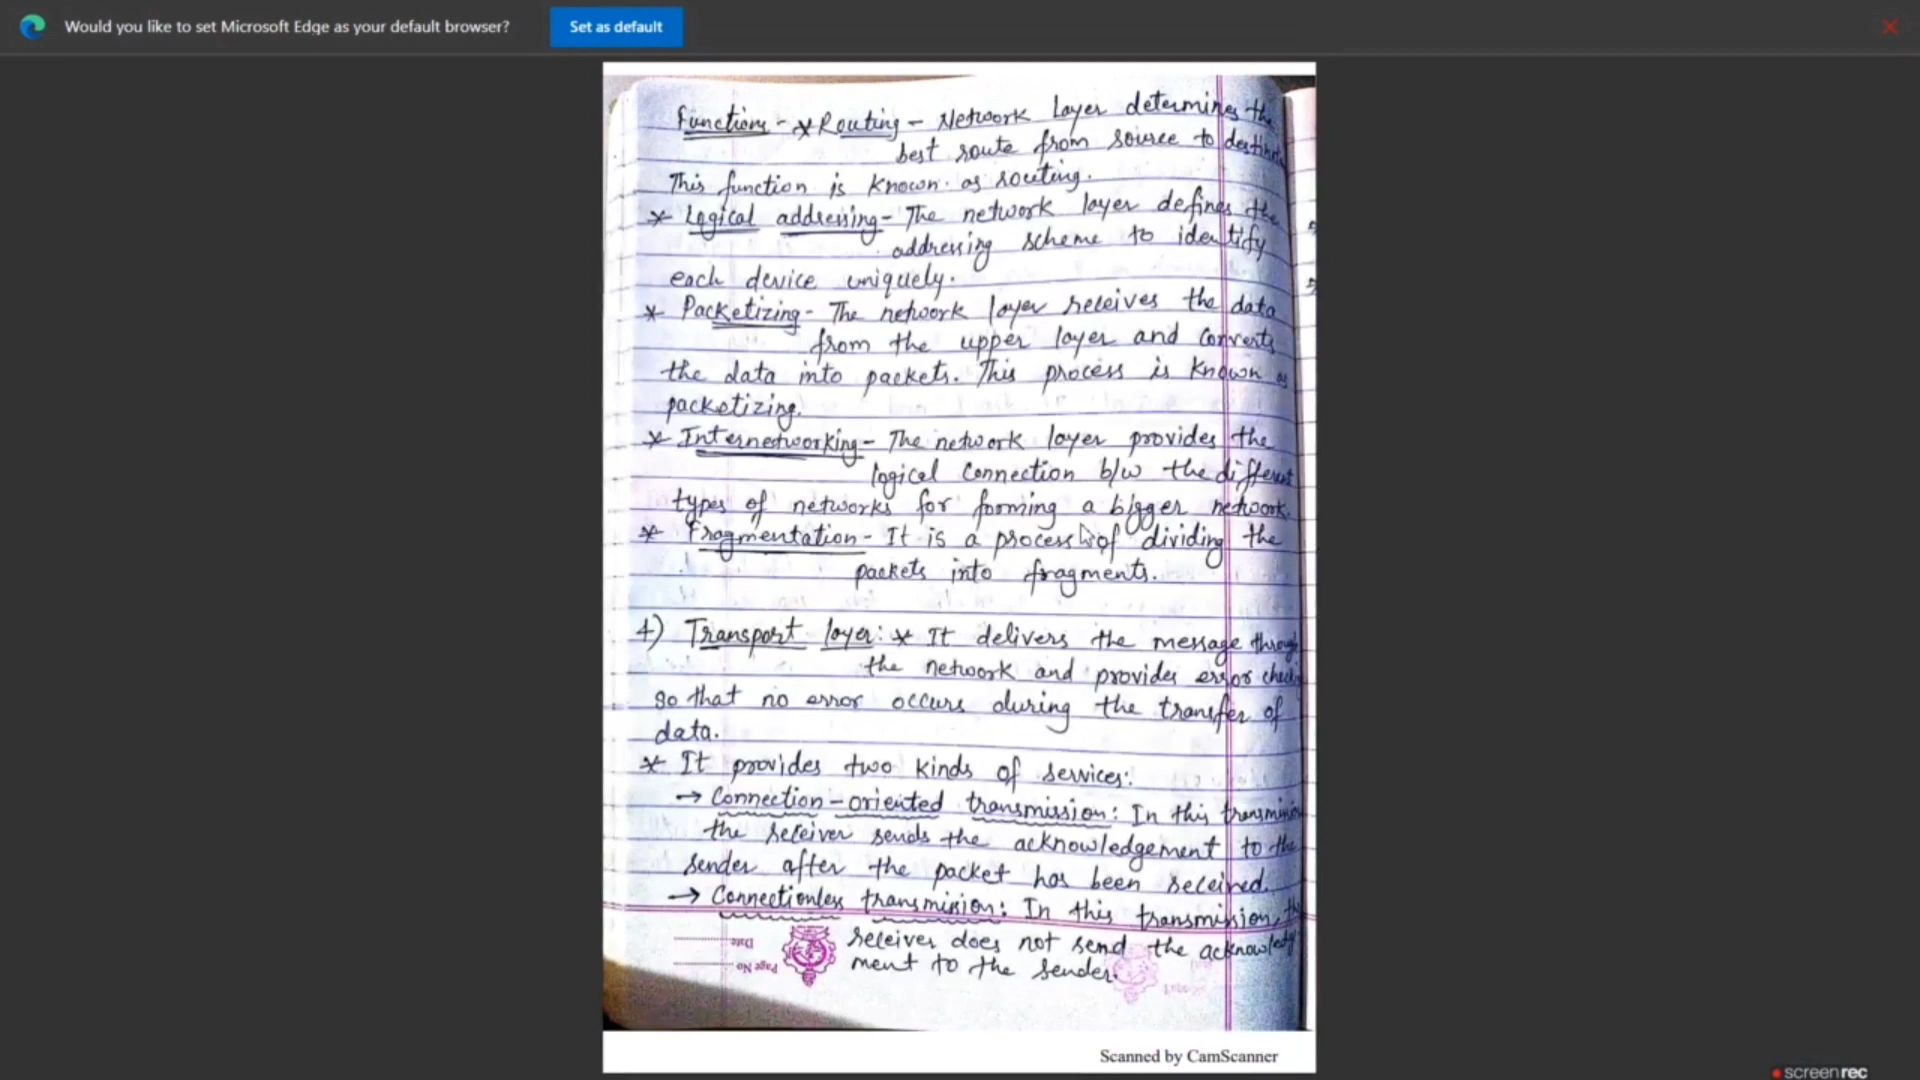 Would you like to set Microsoft Edge as your default browser? Set as default
Functions - * Routing - Network Layer determines the
best route from source to destina
This function is known as routing.
* Logical addressing - The network layer defines the
addressing scheme to identify
each device uniquely.
* Packetizing - The network layer receives the data
from the upper layer and converts
the data into packets. This process is known as
packetizing.
* Internetworking - The network layer provides the
logical connection b/w the different
types of networks for forming a bigger network.
* Fragmentation - It is a process of dividing the
packets into fragments.
4) Transport layer: * It delivers the message through
the network and provides error checki
so that no error occurs during the transfer of
data.
* It provides two kinds of services:
→ Connection-oriented transmission: In this transmissio
the receiver sends the acknowledgement to the
sender after the packet has been received.
→ Connectionless transmission: In this transmission, the
receiver does not send the acknowledge
ment to the sender.
Date
Page No
Scanned by CamScanner
screenrec